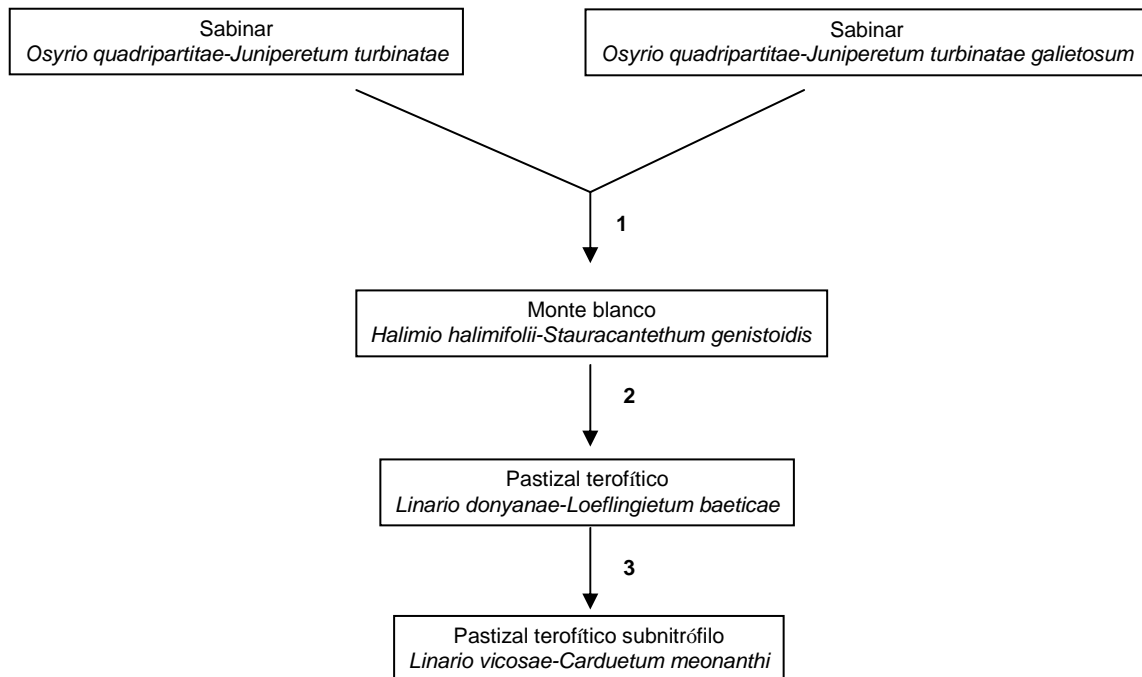 Sabinar
Osyrio quadripartitae-Juniperetum turbinatae
Sabinar
Osyrio quadripartitae-Juniperetum turbinatae galietosum
1
Monte blanco
Halimio halimifolii-Stauracantethum genistoidis
2
Pastizal terofítico
Linario donyanae-Loeflingietum baeticae
3
Pastizal terofítico subnitrófilo
Linario vicosae-Carduetum meonanthi